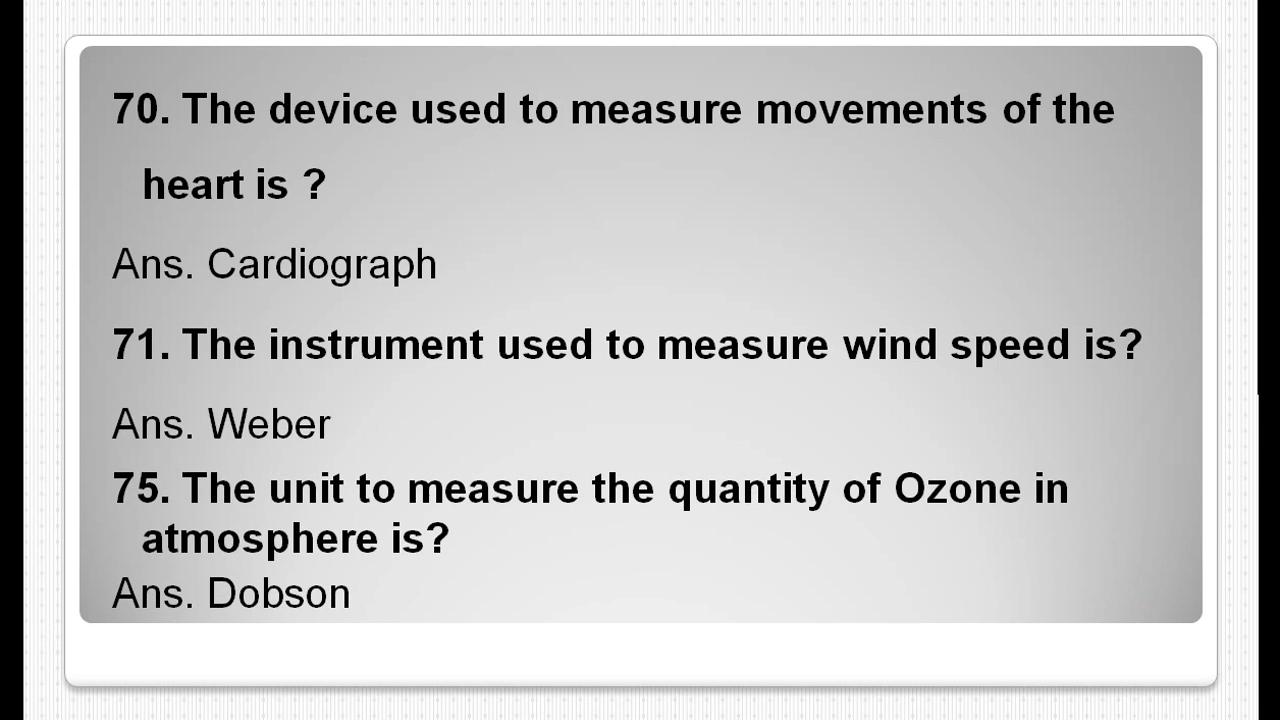 70. The device used to measure movements of the
heart is ?
Ans. Cardiograph
71. The instrument used to measure wind speed is?
Ans. Weber
75. The unit to measure the quantity of Ozone in
atmosphere is?
Ans. Dobson